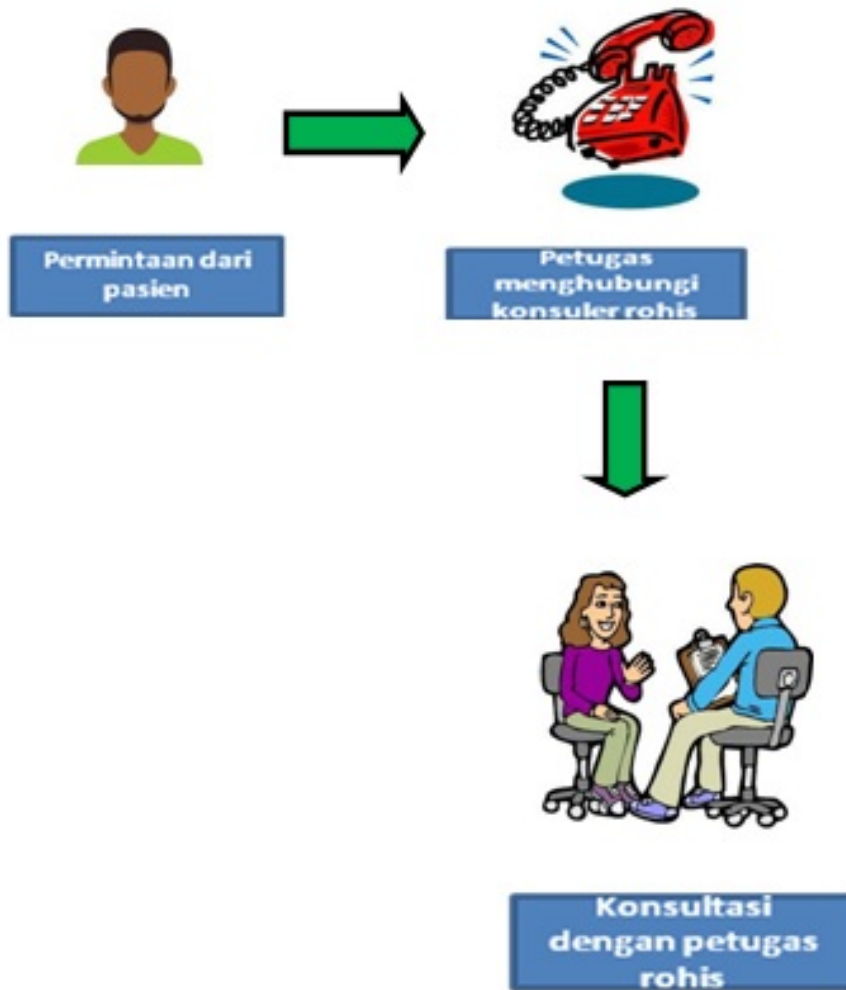 Permintaan dari
pasien
Petugas
menghubungi
konsuler rohis
Konsultasi
dengan petugas
rohis